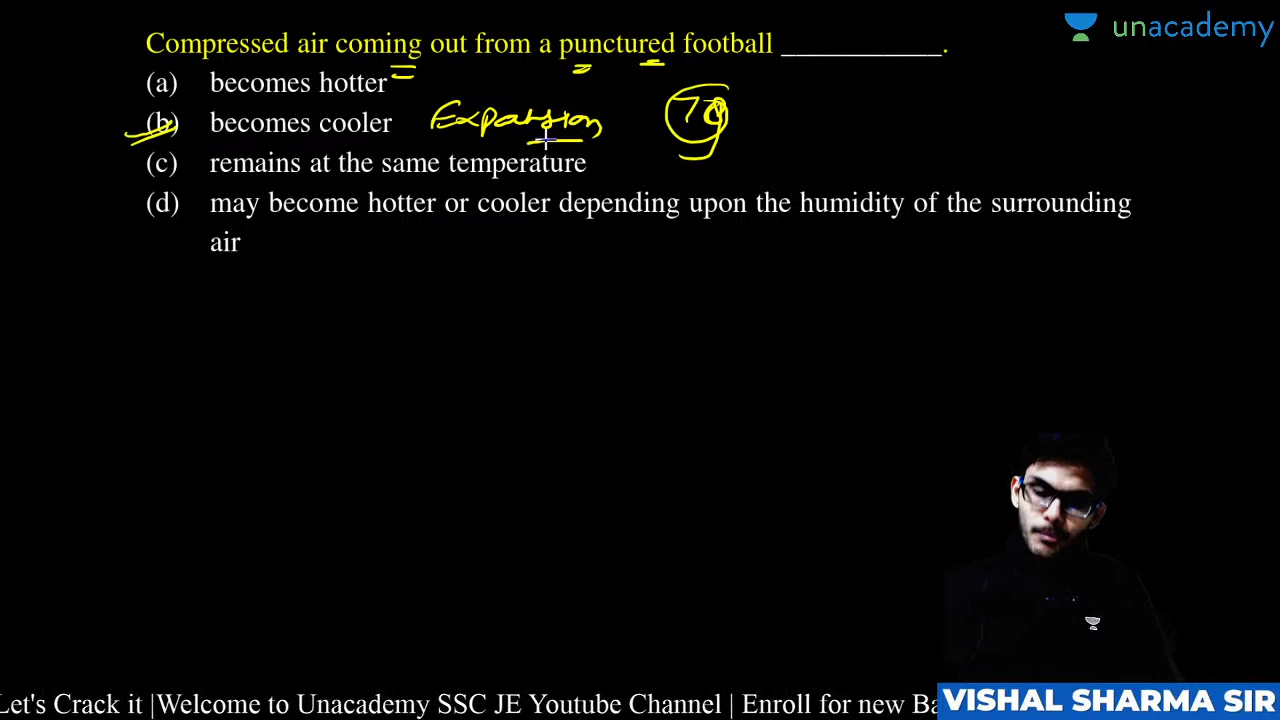 Compressed air coming out from a punctured football ___________.
unacademy
(a) becomes hotter
(b) becomes cooler Expansion
(c) remains at the same temperature
(d) may become hotter or cooler depending upon the humidity of the surrounding
air
Let's Crack it |Welcome to Unacademy SSC JE Youtube Channel | Enroll for new Ba
VISHAL SHARMA SIR